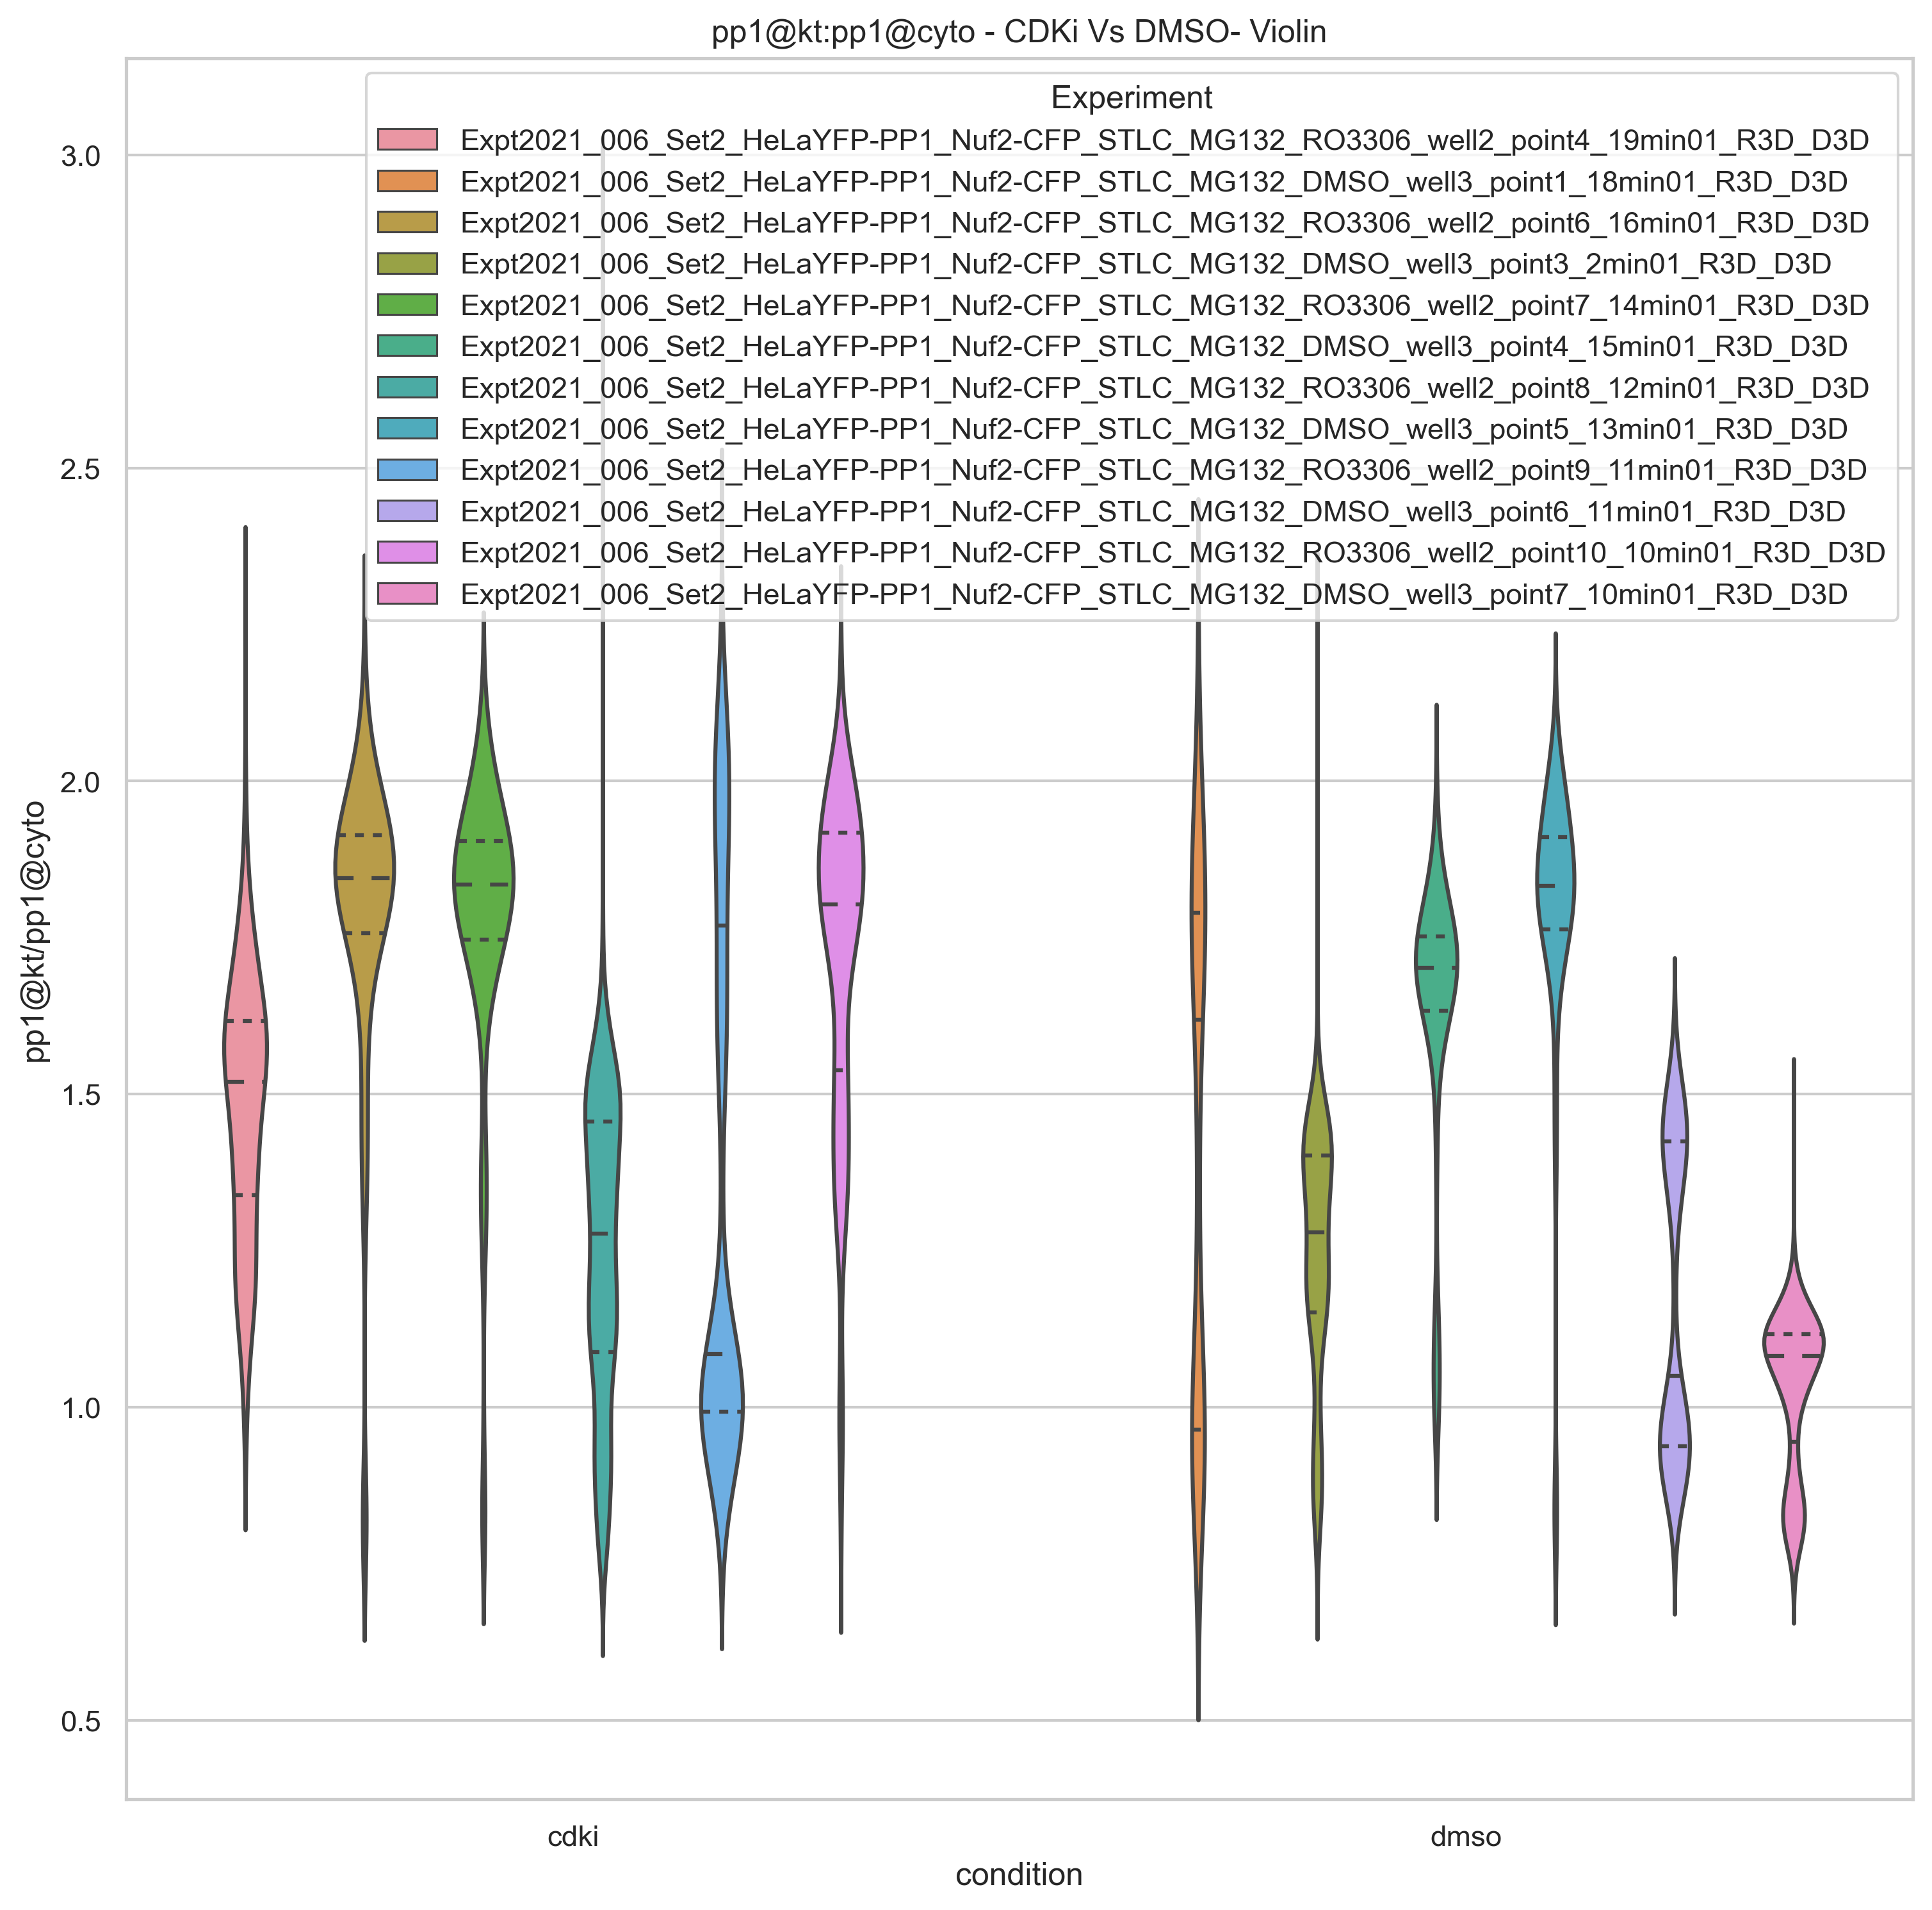 pp1@kt:pp1@cyto - CDKi Vs DMSO- Violin
Experiment
Expt2021_006_Set2_HeLaYFP-PP1_Nuf2-CFP_STLC_MG132_RO3306_well2_point4_19min01_R3D_D3D
Expt2021_006_Set2_HeLaYFP-PP1_Nuf2-CFP_STLC_MG132_DMSO_well3_point1_18min01_R3D_D3D
Expt2021_006_Set2_HeLaYFP-PP1_Nuf2-CFP_STLC_MG132_RO3306_well2_point6_16min01_R3D_D3D
Expt2021_006_Set2_HeLaYFP-PP1_Nuf2-CFP_STLC_MG132_DMSO_well3_point3_2min01_R3D_D3D
Expt2021_006_Set2_HeLaYFP-PP1_Nuf2-CFP_STLC_MG132_RO3306_well2_point7_14min01_R3D_D3D
Expt2021_006_Set2_HeLaYFP-PP1_Nuf2-CFP_STLC_MG132_DMSO_well3_point4_15min01_R3D_D3D
Expt2021_006_Set2_HeLaYFP-PP1_Nuf2-CFP_STLC_MG132_RO3306_well2_point8_12min01_R3D_D3D
Expt2021_006_Set2_HeLaYFP-PP1_Nuf2-CFP_STLC_MG132_DMSO_well3_point5_13min01_R3D_D3D
Expt2021_006_Set2_HeLaYFP-PP1_Nuf2-CFP_STLC_MG132_RO3306_well2_point9_11min01_R3D_D3D
Expt2021_006_Set2_HeLaYFP-PP1_Nuf2-CFP_STLC_MG132_DMSO_well3_point6_11min01_R3D_D3D
Expt2021_006_Set2_HeLaYFP-PP1_Nuf2-CFP_STLC_MG132_RO3306_well2_point10_10min01_R3D_D3D
Expt2021_006_Set2_HeLaYFP-PP1_Nuf2-CFP_STLC_MG132_DMSO_well3_point7_10min01_R3D_D3D
3.0
2.5
2.0
1.5
1.0
0.5
pp1@kt/pp1@cyto
cdki
dmso
condition